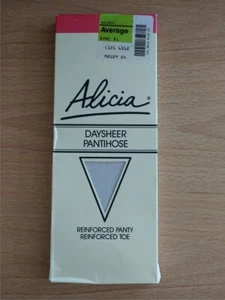 Average
Alicia®
DAYSHEER
PANTIHOSE
REINFORCED PANTY
REINFORCED TOE